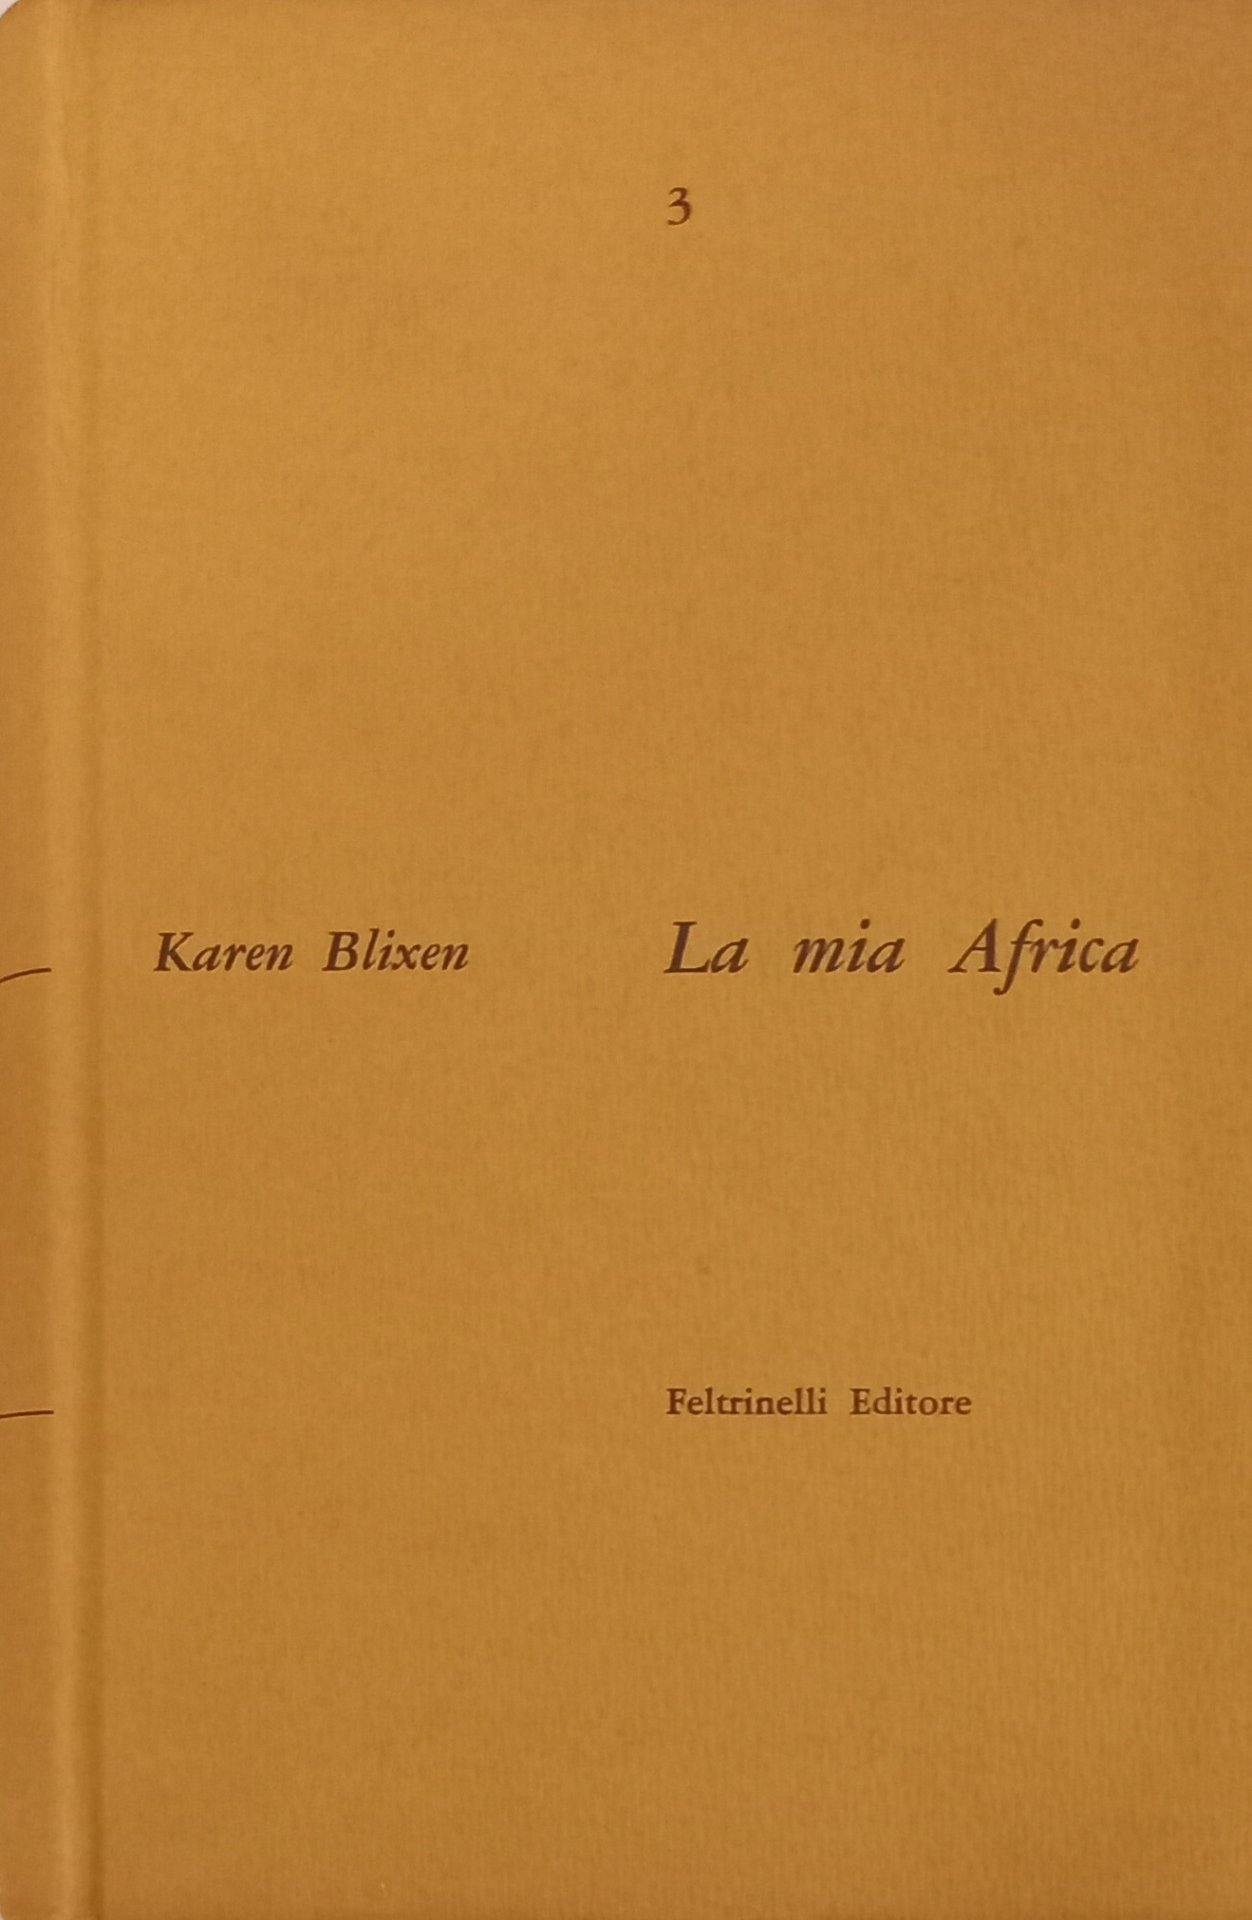 3
Karen Blixen La mia Africa
Feltrinelli Editore